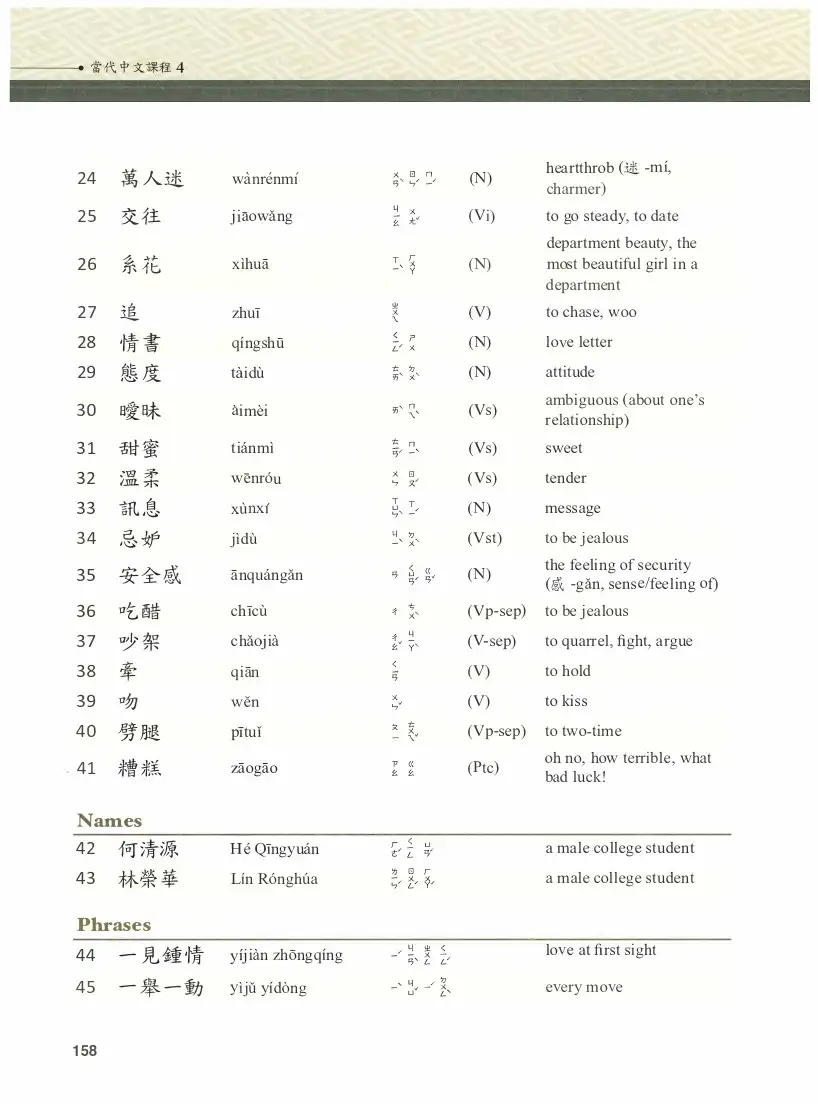 • 當代中文課程 4
24 萬人迷 wànrénmí ㄨㄢˋ ㄖㄣˊ ㄇㄧˊ (N) heartthrob (迷 -mí,
charmer)
25 交往 jiāowǎng ㄐㄧㄠ ㄨㄤˇ (Vi) to go steady, to date
26 系花 xìhuā ㄒㄧˋ ㄏㄨㄚ (N) department beauty, the
most beautiful girl in a
department
27 追 zhuī ㄓㄨㄟ (V) to chase, woo
28 情書 qíngshū ㄑㄧㄥˊ ㄕㄨ (N) love letter
29 態度 tàidù ㄊㄞˋ ㄉㄨˋ (N) attitude
30 曖昧 àimèi ㄞˋ ㄇㄟˋ (Vs) ambiguous (about one's
relationship)
31 甜蜜 tiánmì ㄊㄧㄢˊ ㄇㄧˋ (Vs) sweet
32 溫柔 wēnróu ㄨㄣ ㄖㄡˊ (Vs) tender
33 訊息 xùnxí ㄒㄩㄣˋ ㄒㄧˊ (N) message
34 忌妒 jìdù ㄐㄧˋ ㄉㄨˋ (Vst) to be jealous
35 安全感 ānquángǎn ㄢ ㄑㄩㄢˊ ㄍㄢˇ (N) the feeling of security
(感 -gǎn, sense/feeling of)
36 吃醋 chīcù ㄔ ㄘㄨˋ (Vp-sep) to be jealous
37 吵架 chǎojià ㄔㄠˇ ㄐㄧㄚˋ (V-sep) to quarrel, fight, argue
38 牽 qiān ㄑㄧㄢ (V) to hold
39 吻 wěn ㄨㄣˇ (V) to kiss
40 劈腿 pītuǐ ㄆㄧ ㄊㄨㄟˇ (Vp-sep) to two-time
41 糟糕 zāogāo ㄗㄠ ㄍㄠ (Ptc) oh no, how terrible, what
bad luck!
Names
42 何清源 Hé Qīngyuán ㄏㄜˊ ㄑㄧㄥ ㄩㄢˊ a male college student
43 林榮華 Lín Rónghúa ㄌㄧㄣˊ ㄖㄨㄥˊ ㄏㄨㄚˊ a male college student
Phrases
44 一見鍾情 yíjiàn zhōngqíng ㄧˊ ㄐㄧㄢˋ ㄓㄨㄥ ㄑㄧㄥˊ love at first sight
45 一舉一動 yìjǔ yídòng ㄧˋ ㄐㄩˇ ㄧˊ ㄉㄨㄥˋ every move
158